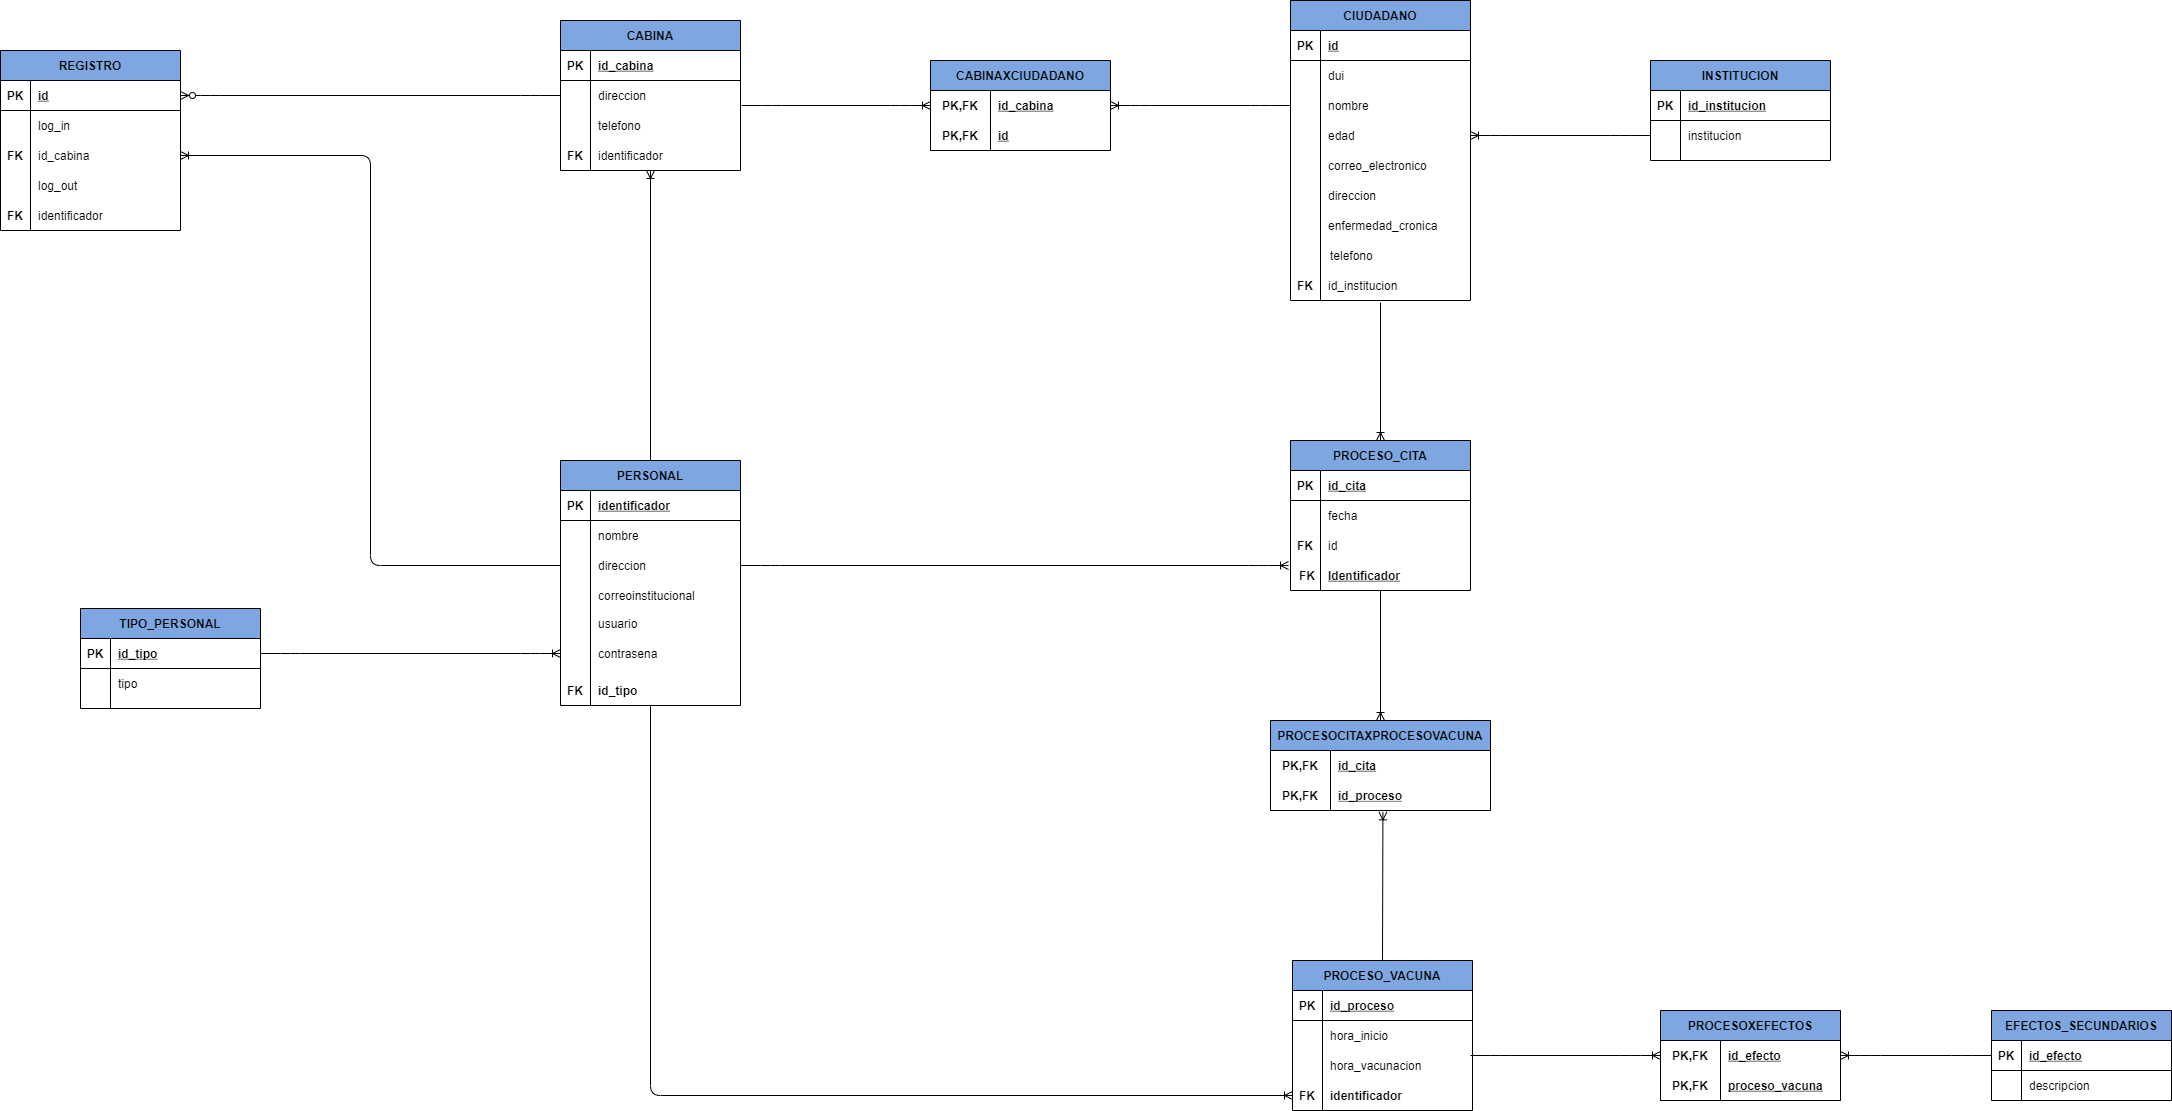 REGISTRO
PK id
log_in
FK id_cabina
log_out
FK identificador
CABINA
PK id_cabina
direccion
telefono
FK identificador
CABINAXCIUDADANO
PK,FK id_cabina
PK,FK id
CIUDADANO
PK id
dui
nombre
edad
correo_electronico
direccion
enfermedad_cronica
telefono
FK id_institucion
INSTITUCION
PK id_institucion
institucion
TIPO_PERSONAL
PK id_tipo
tipo
PERSONAL
PK identificador
nombre
direccion
correoinstitucional
usuario
contrasena
FK id_tipo
PROCESO_CITA
PK id_cita
fecha
FK id
FK Identificador
PROCESOCITAXPROCESOVACUNA
PK,FK id_cita
PK,FK id_proceso
PROCESO_VACUNA
PK id_proceso
hora_inicio
hora_vacunacion
FK identificador
PROCESOXEFECTOS
PK,FK id_efecto
PK,FK proceso_vacuna
EFECTOS_SECUNDARIOS
PK id_efecto
descripcion